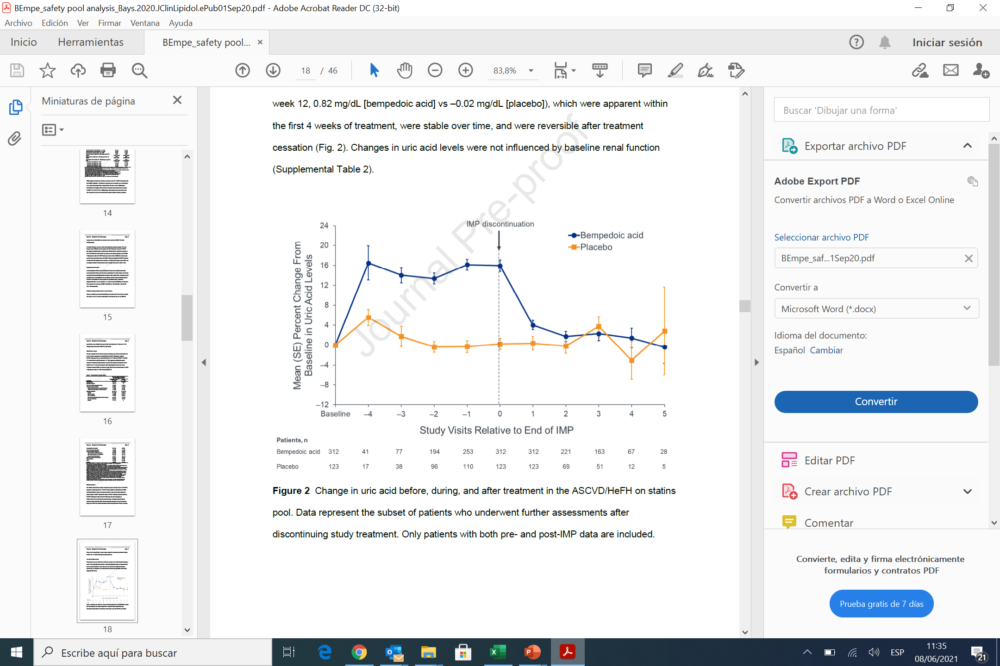 BEmpe_safety pool analysis_Bays.2020.JClinLipidol.ePub01Sep20.pdf - Adobe Acrobat Reader DC (32-bit)
Archivo Edición Ver Firmar Ventana Ayuda
Inicio Herramientas BEmpe_safety pool... × Iniciar sesión
18 / 46 83,8%
Miniaturas de página
14
15
16
17
18
week 12, 0.82 mg/dL [bempedoic acid] vs –0.02 mg/dL [placebo]), which were apparent within
the first 4 weeks of treatment, were stable over time, and were reversible after treatment
cessation (Fig. 2). Changes in uric acid levels were not influenced by baseline renal function
(Supplemental Table 2).
Journal Pre-proof
IMP discontinuation
Bempedoic acid
Placebo
Mean (SE) Percent Change From
Baseline in Uric Acid Levels
24
20
16
12
8
4
0
–4
–8
–12
Baseline –4 –3 –2 –1 0 1 2 3 4 5
Study Visits Relative to End of IMP
Patients, n
Bempedoic acid 312 41 77 194 253 312 312 221 163 67 28
Placebo 123 17 38 96 110 123 123 69 51 12 5
Figure 2 Change in uric acid before, during, and after treatment in the ASCVD/HeFH on statins
pool. Data represent the subset of patients who underwent further assessments after
discontinuing study treatment. Only patients with both pre- and post-IMP data are included.
Buscar 'Dibujar una forma'
Exportar archivo PDF
Adobe Export PDF
Convertir archivos PDF a Word o Excel Online
Seleccionar archivo PDF
BEmpe_saf...1Sep20.pdf
Convertir a
Microsoft Word (*.docx)
Idioma del documento:
Español Cambiar
Convertir
Editar PDF
Crear archivo PDF
Comentar
Convierte, edita y firma electrónicamente
formularios y contratos PDF
Prueba gratis de 7 días
Escribe aquí para buscar
ESP
11:35
08/06/2021
21